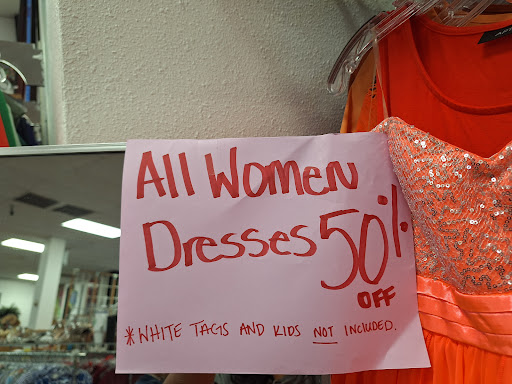 All Women
Dresses 50%
OFF
*WHITE TAGS AND KIDS NOT INCLUDED.